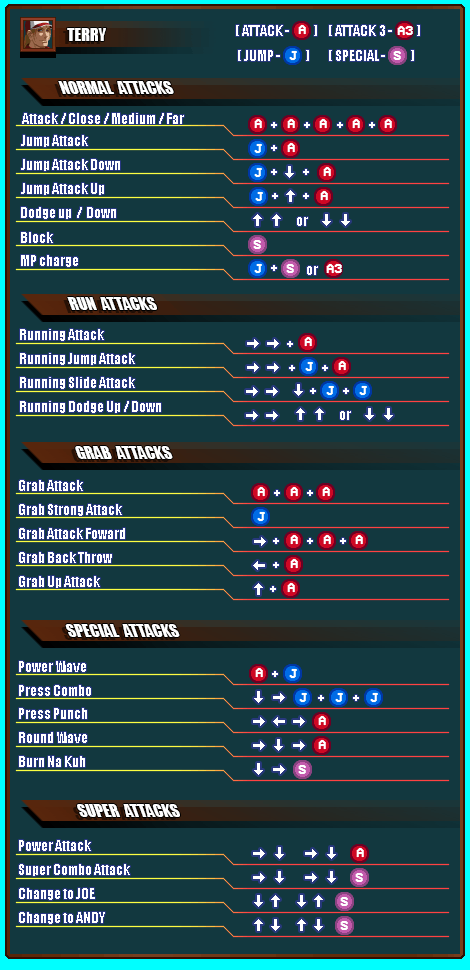 TERRY
[ ATTACK - A ] [ ATTACK 3 - A3 ]
[ JUMP - J ] [ SPECIAL - S ]
NORMAL ATTACKS
Attack / Close / Medium / Far A + A + A + A + A
Jump Attack J + A
Jump Attack Down J + ↓ + A
Jump Attack Up J + ↑ + A
Dodge up / Down ↑ ↑ or ↓ ↓
Block S
MP charge J + S or A3
RUN ATTACKS
Running Attack → → + A
Running Jump Attack → → + J + A
Running Slide Attack → → ↓ + J + J
Running Dodge Up / Down → → ↑ ↑ or ↓ ↓
GRAB ATTACKS
Grab Attack A + A + A
Grab Strong Attack J
Grab Attack Foward → + A + A + A
Grab Back Throw ← + A
Grab Up Attack ↑ + A
SPECIAL ATTACKS
Power Wave A + J
Press Combo ↓ → J + J + J
Press Punch → ← → A
Round Wave → ↓ → A
Burn Na Kuh ↓ → S
SUPER ATTACKS
Power Attack → ↓ → ↓ A
Super Combo Attack → ↓ → ↓ S
Change to JOE ↓ ↑ ↓ ↑ S
Change to ANDY ↑ ↓ ↑ ↓ S